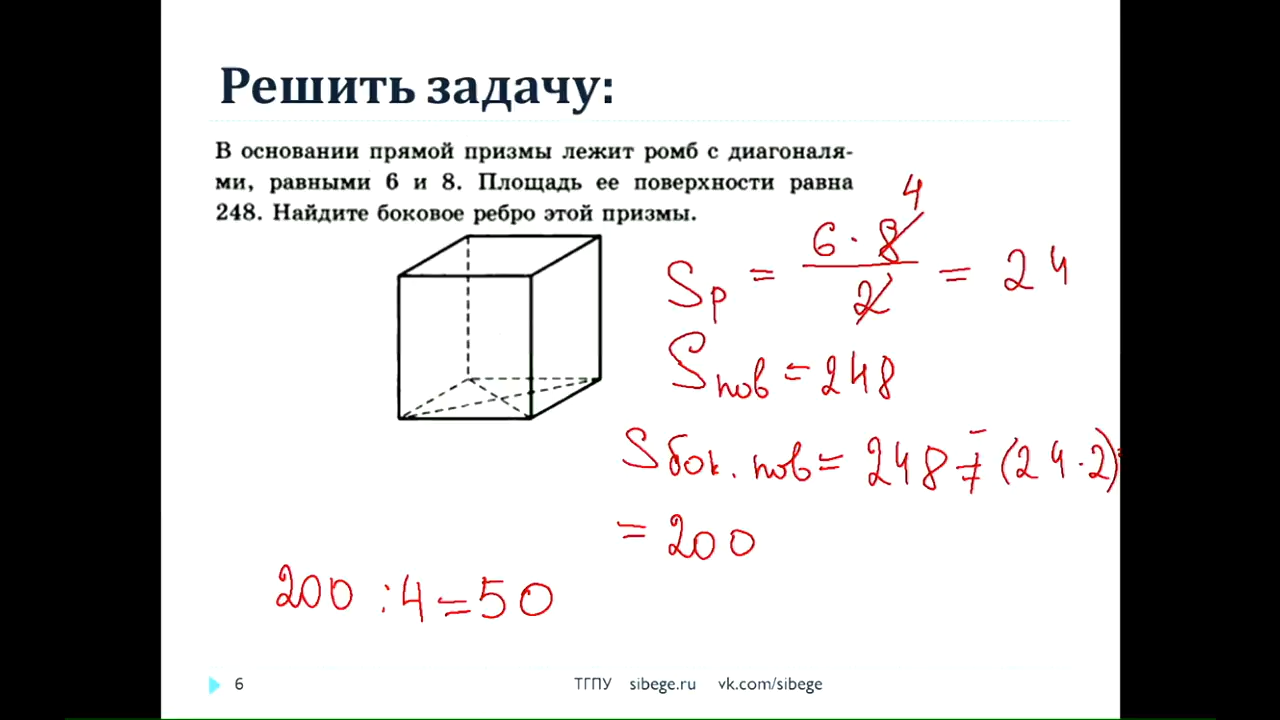 Решить задачу:
В основании прямой призмы лежит ромб с диагоналя-
ми, равными 6 и 8. Площадь ее поверхности равна
248. Найдите боковое ребро этой призмы.
4
Sр = 6 · 8 / 2 = 24
Sпов = 248
Sбок. пов = 248 - (24 · 2) =
= 200
200 : 4 = 50
6 ТГПУ sibege.ru vk.com/sibege